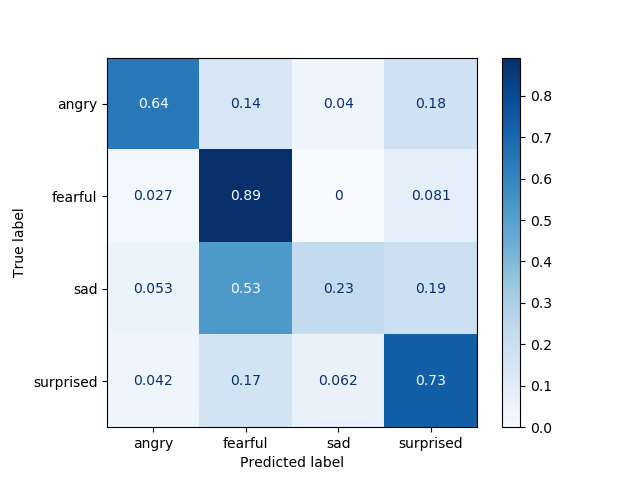 angry 0.64 0.14 0.04 0.18
fearful 0.027 0.89 0 0.081
sad 0.053 0.53 0.23 0.19
surprised 0.042 0.17 0.062 0.73
angry fearful sad surprised
Predicted label
True label
0.8
0.7
0.6
0.5
0.4
0.3
0.2
0.1
0.0